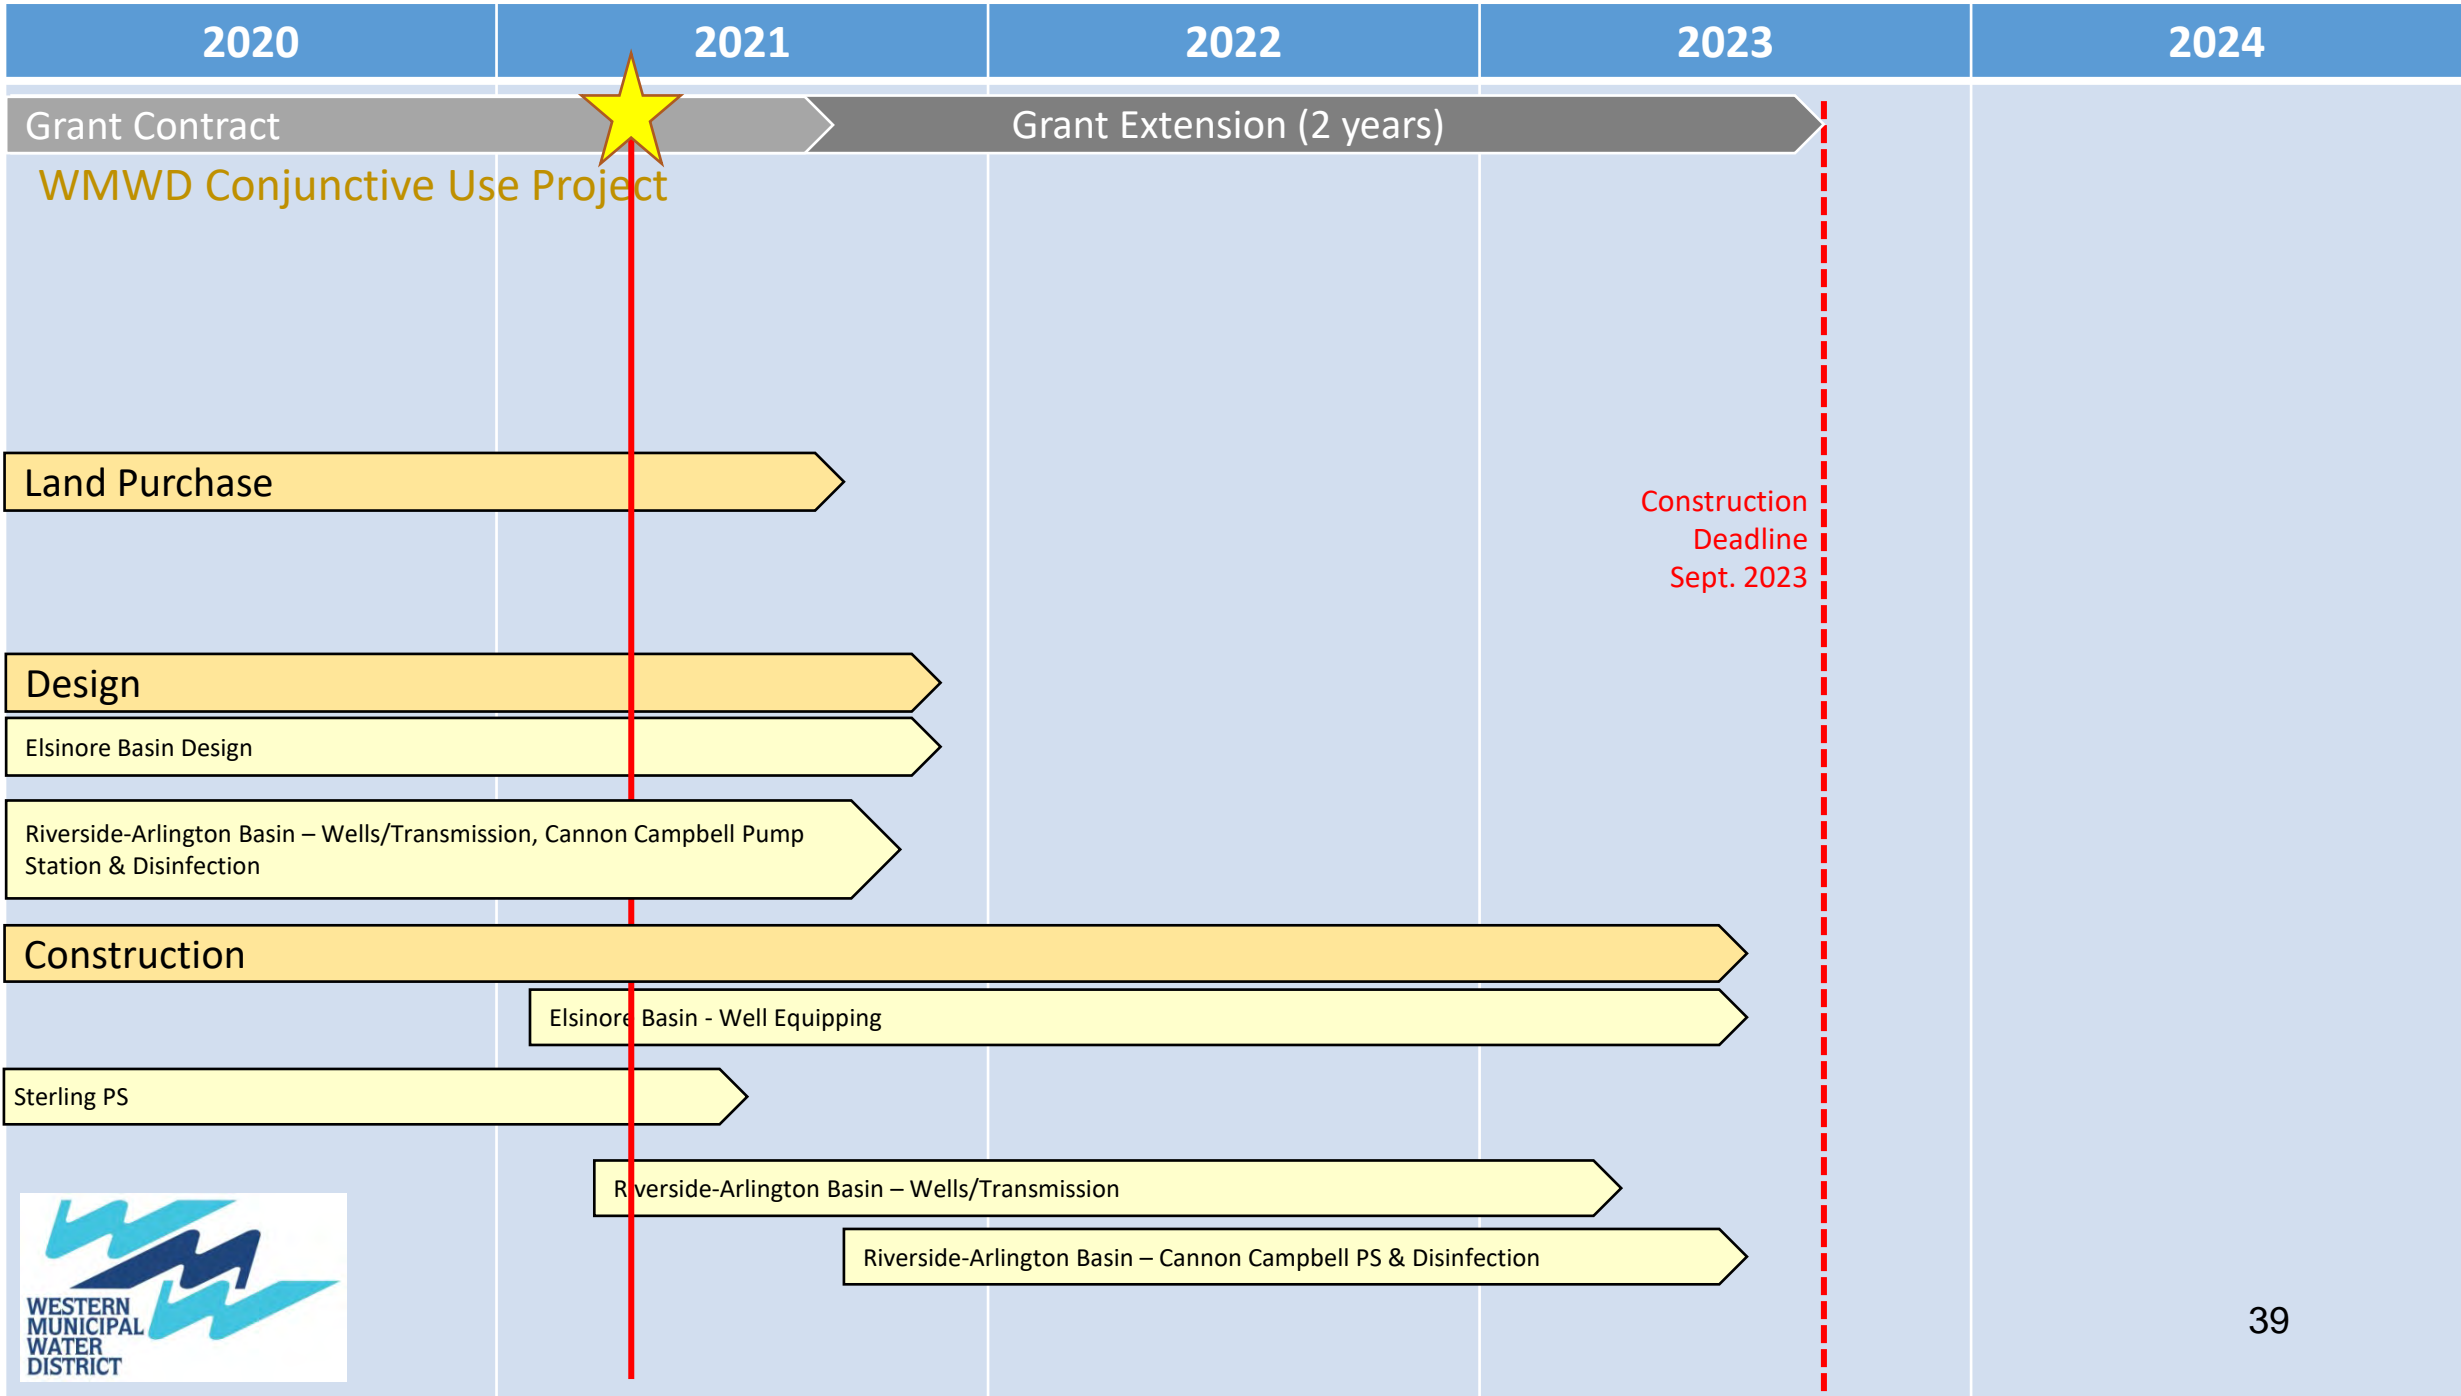 2020
2021
2022
2023
2024
Grant Contract
Grant Extension (2 years)
WMWD Conjunctive Use Project
Land Purchase
Construction
Deadline
Sept. 2023
Design
Elsinore Basin Design
Riverside-Arlington Basin – Wells/Transmission, Cannon Campbell Pump
Station & Disinfection
Construction
Elsinore Basin - Well Equipping
Sterling PS
Riverside-Arlington Basin – Wells/Transmission
Riverside-Arlington Basin – Cannon Campbell PS & Disinfection
WESTERN
MUNICIPAL
WATER
DISTRICT
39